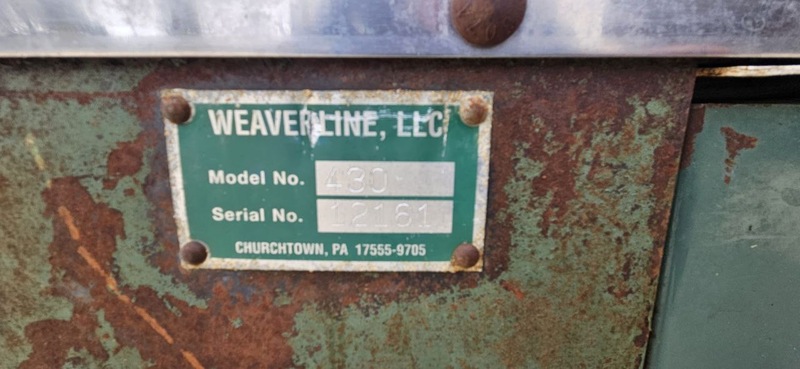 WEAVERLINE, LLC
Model No. 430
Serial No. 12161
CHURCHTOWN, PA 17555-9705